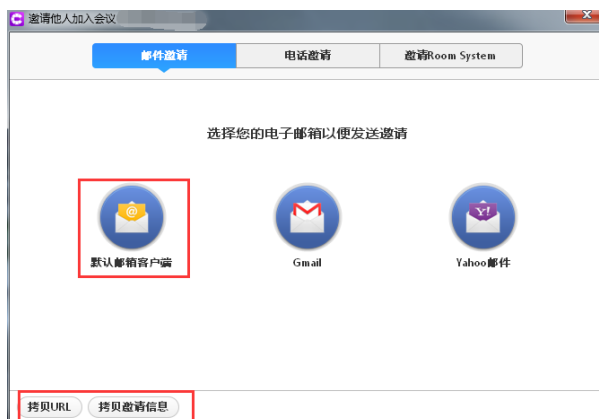 邀请他人加入会议
邮件邀请 电话邀请 邀请Room System
选择您的电子邮箱以便发送邀请
@ Y!
默认邮箱客户端 Gmail Yahoo邮件
拷贝URL 拷贝邀请信息